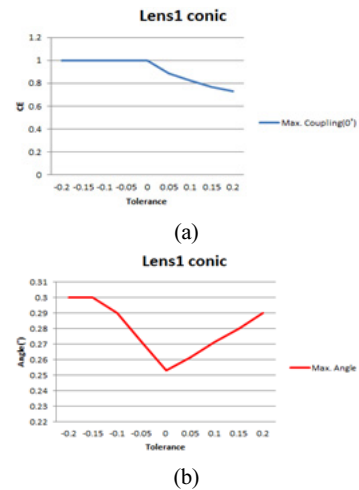 Lens1 conic
1.2
1
0.8
0.6
0.4
0.2
0
CE
-0.2 -0.15 -0.1 -0.05 0 0.05 0.1 0.15 0.2
Tolerance
Max. Coupling(0°)
(a)
Lens1 conic
0.31
0.3
0.29
0.28
0.27
0.26
0.25
0.24
0.23
0.22
Angle(°)
-0.2 -0.15 -0.1 -0.05 0 0.05 0.1 0.15 0.2
Tolerance
Max. Angle
(b)